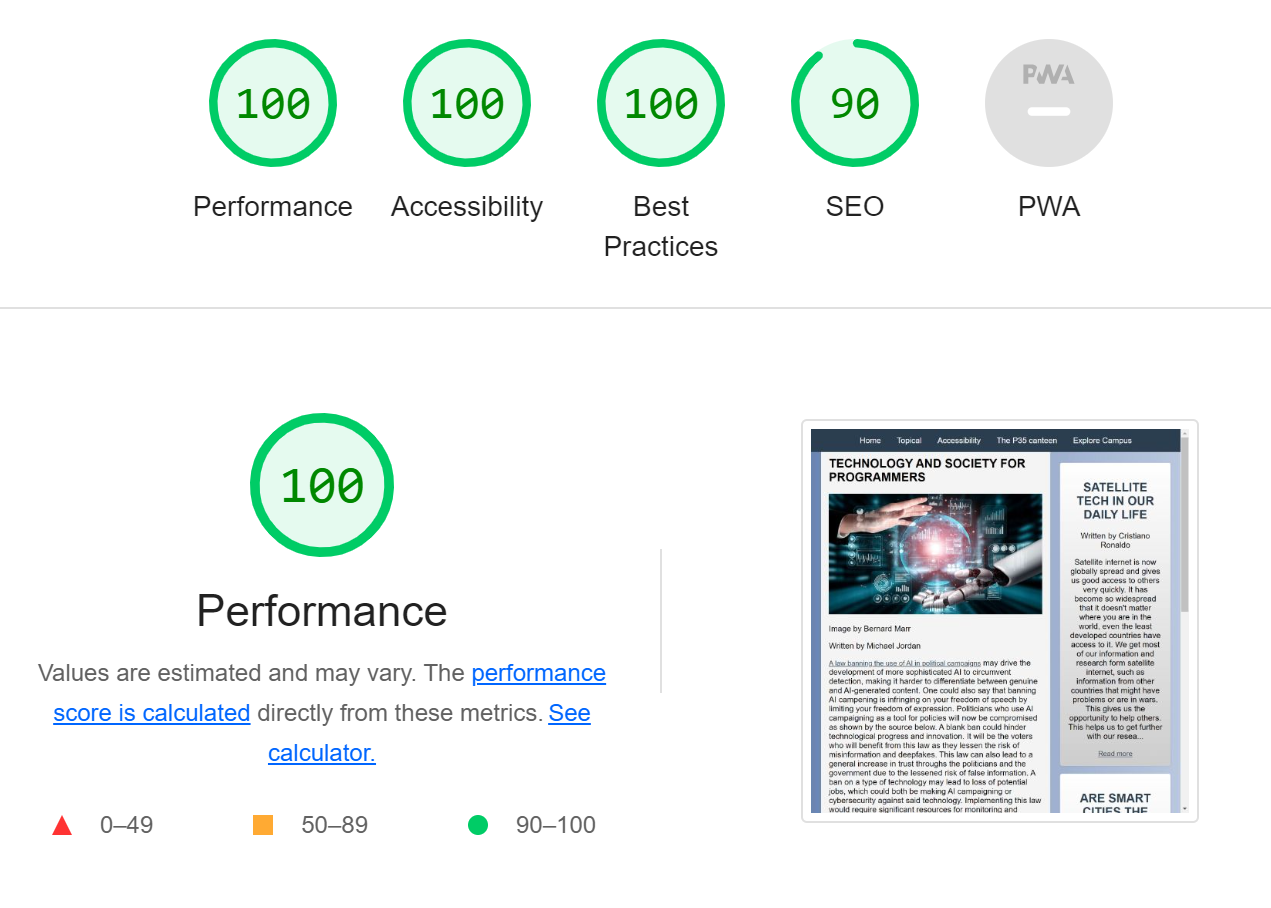 100
100
100
90
PWA
Performance
Accessibility
Best
Practices
SEO
PWA
100
Performance
Values are estimated and may vary. The performance
score is calculated directly from these metrics. See
calculator.
0–49
50–89
90–100
Home
Topical
Accessibility
The P35 canteen
Explore Campus
TECHNOLOGY AND SOCIETY FOR
PROGRAMMERS
Image by Bernard Marr
Written by Michael Jordan
A law banning the use of AI in political campaigns may drive the
development of more sophisticated AI to circumvent
detection, making it harder to differentiate between genuine
and AI-generated content. One could also say that banning
AI campening is infringing on your freedom of speech by
limiting your freedom of expression. Politicians who use AI
campaigning as a tool for policies will now be compromised
as shown by the source below. A blank ban could hinder
technological progress and innovation. It will be the voters
who will benefit from this law as they lessen the risk of
misinformation and deepfakes. This law can also lead to a
general increase in trust throughs the politicians and the
government due to the lessened risk of false information. A
ban on a type of technology may lead to loss of potential
jobs, which could both be making AI campaigning or
cybersecurity against said technology. Implementing this law
would require significant resources for monitoring and
SATELLITE
TECH IN OUR
DAILY LIFE
Written by Cristiano
Ronaldo
Satellite internet is now
globally spread and gives
us good access to others
very quickly. It has
become so widespread
that it doesn't matter
where you are in the
world, even the least
developed countries have
access to it. We get most
of our information and
research form satellite
internet, such as
information from other
countries that might have
problems or are in wars.
This gives us the
opportunity to help others.
This helps us to get further
with our resea...
Read more
ARE SMART
CITIES THE